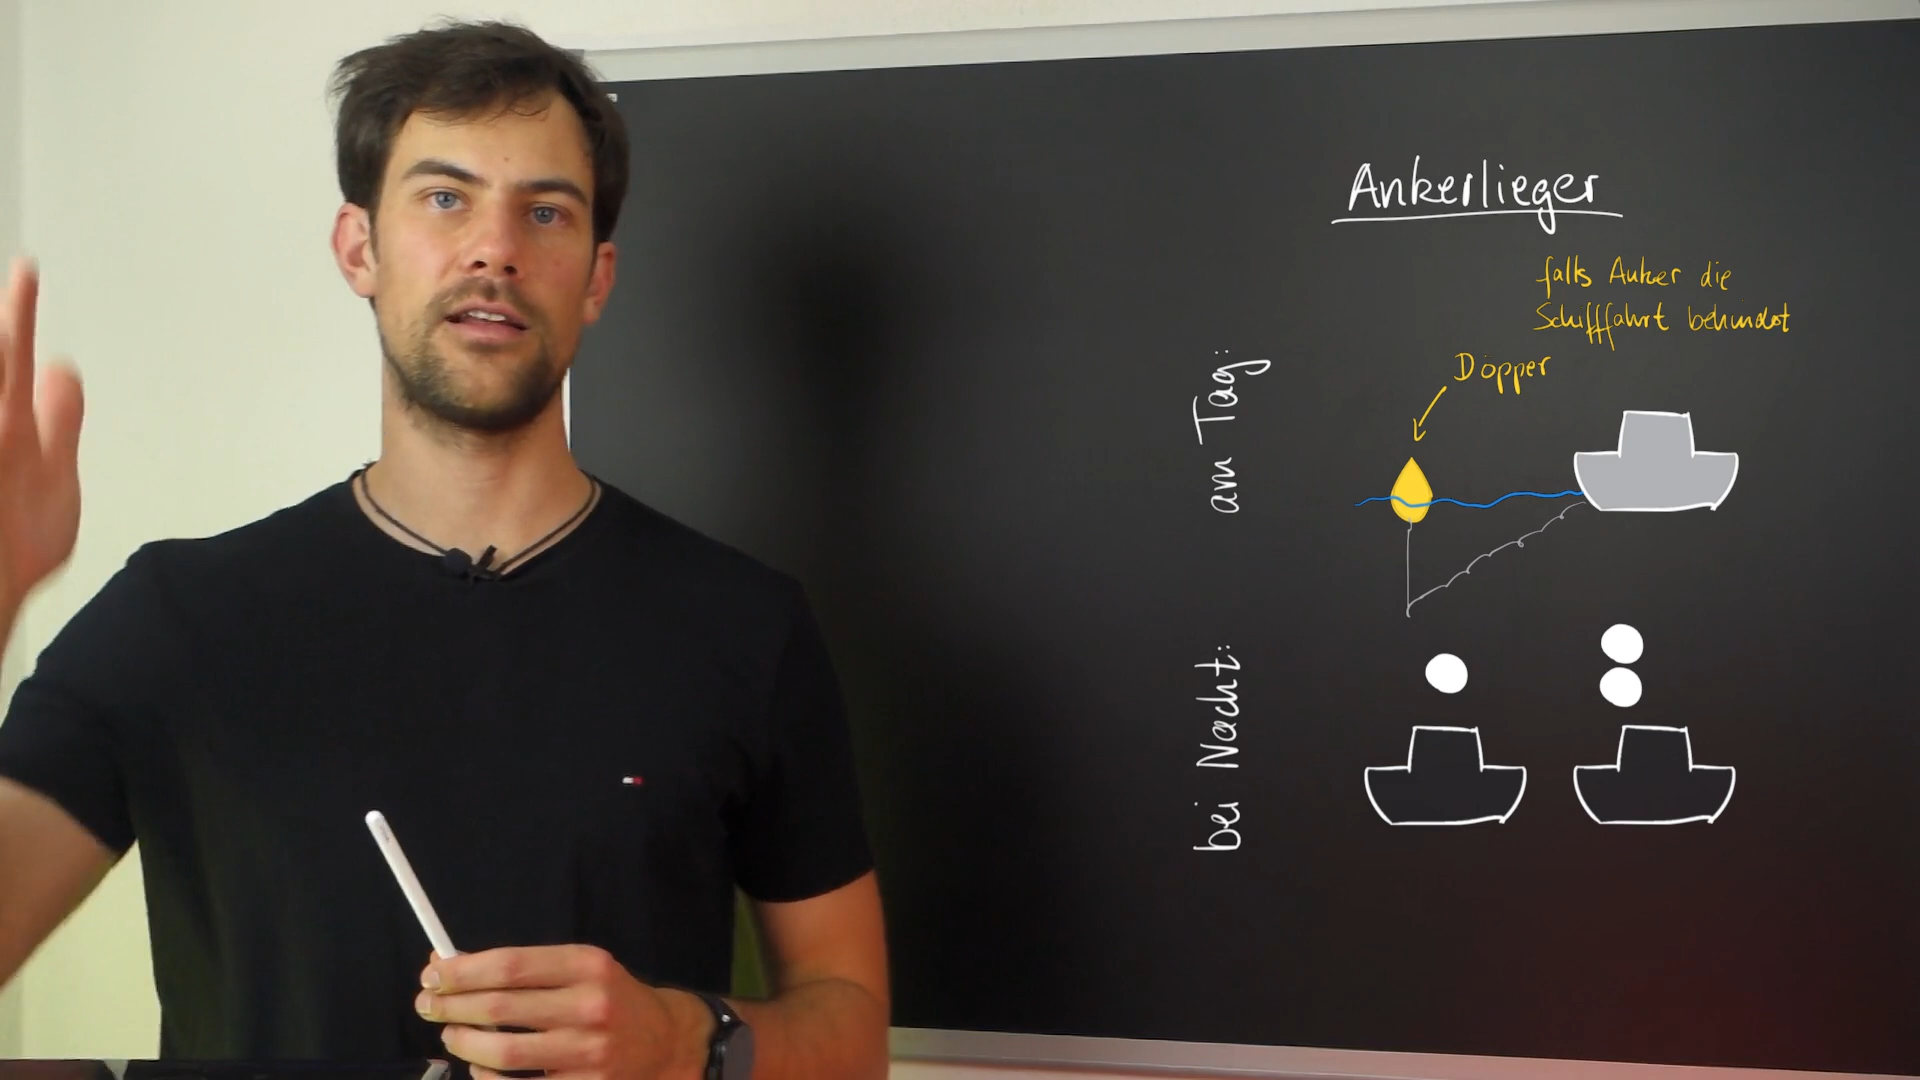 Ankerlieger
falls Anker die
Schifffahrt behindert
Döpper
am Tag:
bei Nacht: